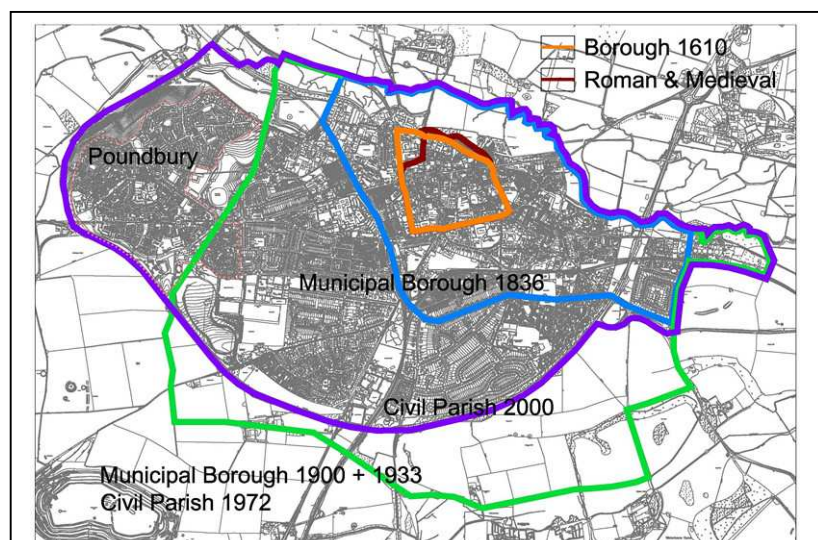 Borough 1610
Roman & Medieval
Poundbury
Municipal Borough 1836
Civil Parish 2000
Municipal Borough 1900 + 1933
Civil Parish 1972